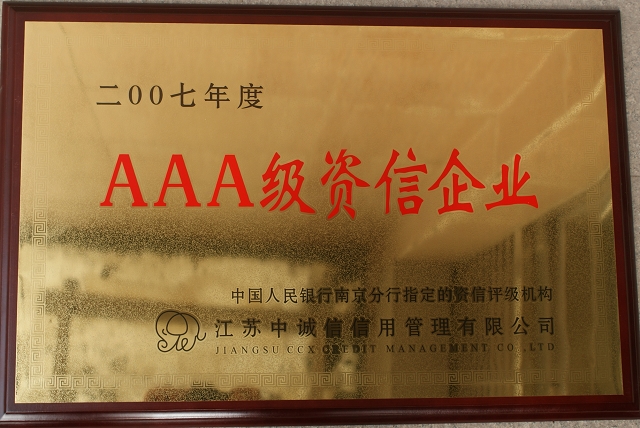 二00七年度
AAA级资信企业
中国人民银行南京分行指定的资信评级机构
江苏中诚信信用管理有限公司
JIANGSU CCX CREDIT MANAGEMENT CO.,LTD